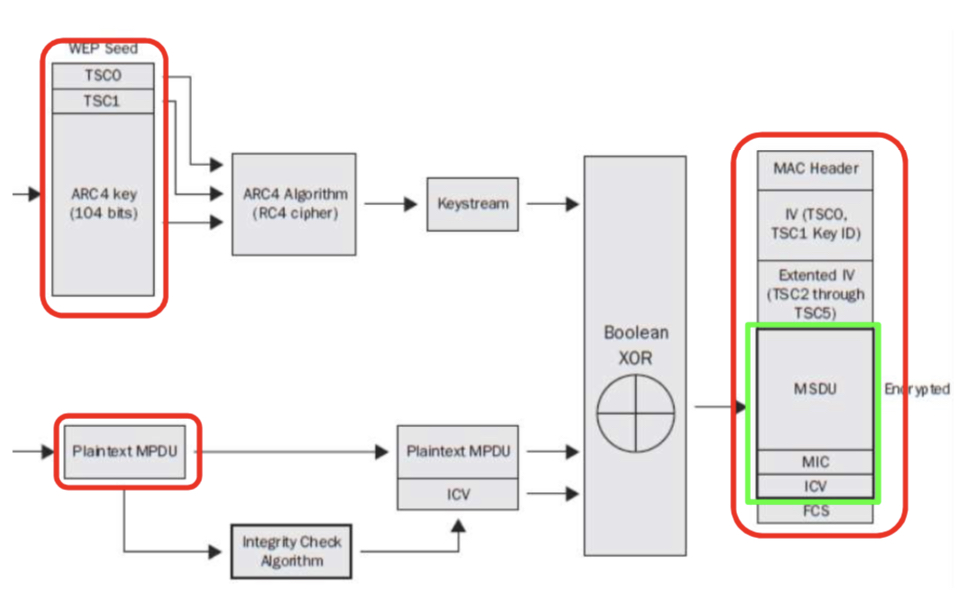 WEP Seed
TSC0
TSC1
ARC4 key
(104 bits)
ARC4 Algorithm
(RC4 cipher)
Keystream
Plaintext MPDU
Integrity Check
Algorithm
Plaintext MPDU
ICV
Boolean
XOR
MAC Header
IV (TSC0,
TSC1 Key ID)
Extented IV
(TSC2 through
TSC5)
MSDU
Encrypted
MIC
ICV
FCS